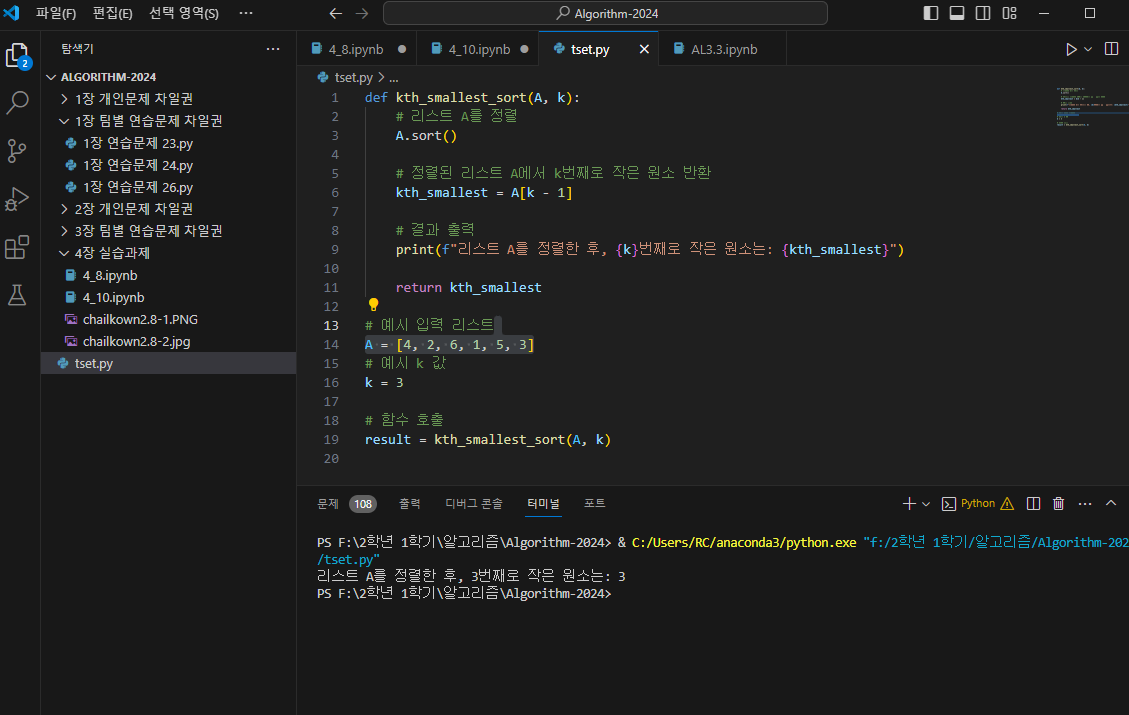 파일(F) 편집(E) 선택 영역(S) ··· Algorithm-2024
탐색기 ···
ALGORITHM-2024
1장 개인문제 차일권
1장 팀별 연습문제 차일권
1장 연습문제 23.py
1장 연습문제 24.py
1장 연습문제 26.py
2장 개인문제 차일권
3장 팀별 연습문제 차일권
4장 실습과제
4_8.ipynb
4_10.ipynb
chailkown2.8-1.PNG
chailkown2.8-2.jpg
tset.py
2
4_8.ipynb 4_10.ipynb tset.py AL3.3.ipynb
tset.py > ...
1 def kth_smallest_sort(A, k):
2 # 리스트 A를 정렬
3 A.sort()
4
5 # 정렬된 리스트 A에서 k번째로 작은 원소 반환
6 kth_smallest = A[k - 1]
7
8 # 결과 출력
9 print(f"리스트 A를 정렬한 후, {k}번째로 작은 원소는: {kth_smallest}")
10
11 return kth_smallest
12
13 # 예시 입력 리스트
14 A = [4, 2, 6, 1, 5, 3]
15 # 예시 k 값
16 k = 3
17
18 # 함수 호출
19 result = kth_smallest_sort(A, k)
20
문제 108 출력 디버그 콘솔 터미널 포트 Python ···
PS F:\2학년 1학기\알고리즘\Algorithm-2024> & C:/Users/RC/anaconda3/python.exe "f:/2학년 1학기/알고리즘/Algorithm-202
/tset.py"
리스트 A를 정렬한 후, 3번째로 작은 원소는: 3
PS F:\2학년 1학기\알고리즘\Algorithm-2024>